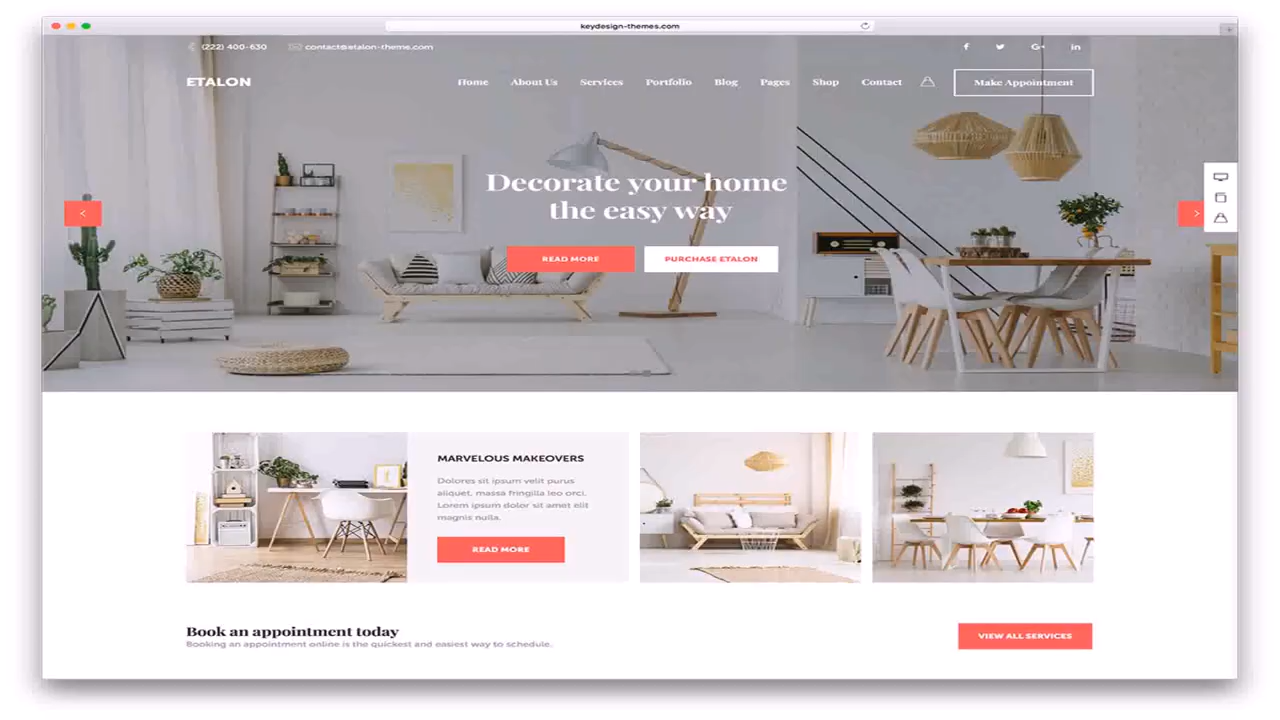 keydesign-themes.com
(222) 400-630 contact@etalon-theme.com
ETALON
Home About Us Services Portfolio Blog Pages Shop Contact Make Appointment
Decorate your home
the easy way
READ MORE PURCHASE ETALON
MARVELOUS MAKEOVERS
Dolores sit ipsum velit purus
aliquet, massa fringilla leo orci.
Lorem ipsum dolor sit amet elit
magnis nulla.
READ MORE
Book an appointment today
Booking an appointment online is the quickest and easiest way to schedule.
VIEW ALL SERVICES